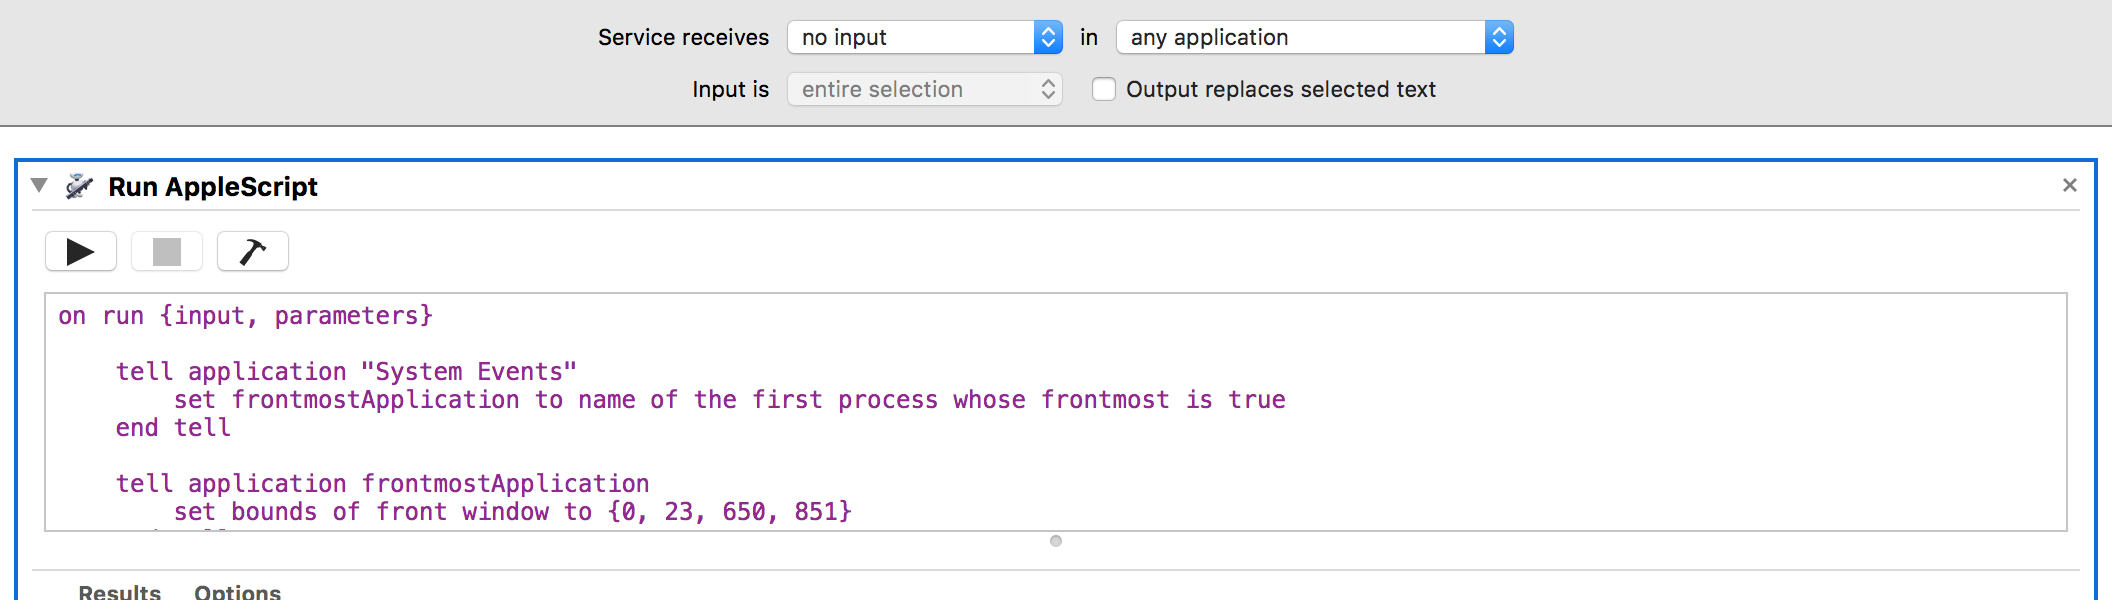 Service receives no input in any application
Input is entire selection Output replaces selected text
Run AppleScript
on run {input, parameters}
tell application "System Events"
set frontmostApplication to name of the first process whose frontmost is true
end tell
tell application frontmostApplication
set bounds of front window to {0, 23, 650, 851}
Results Options